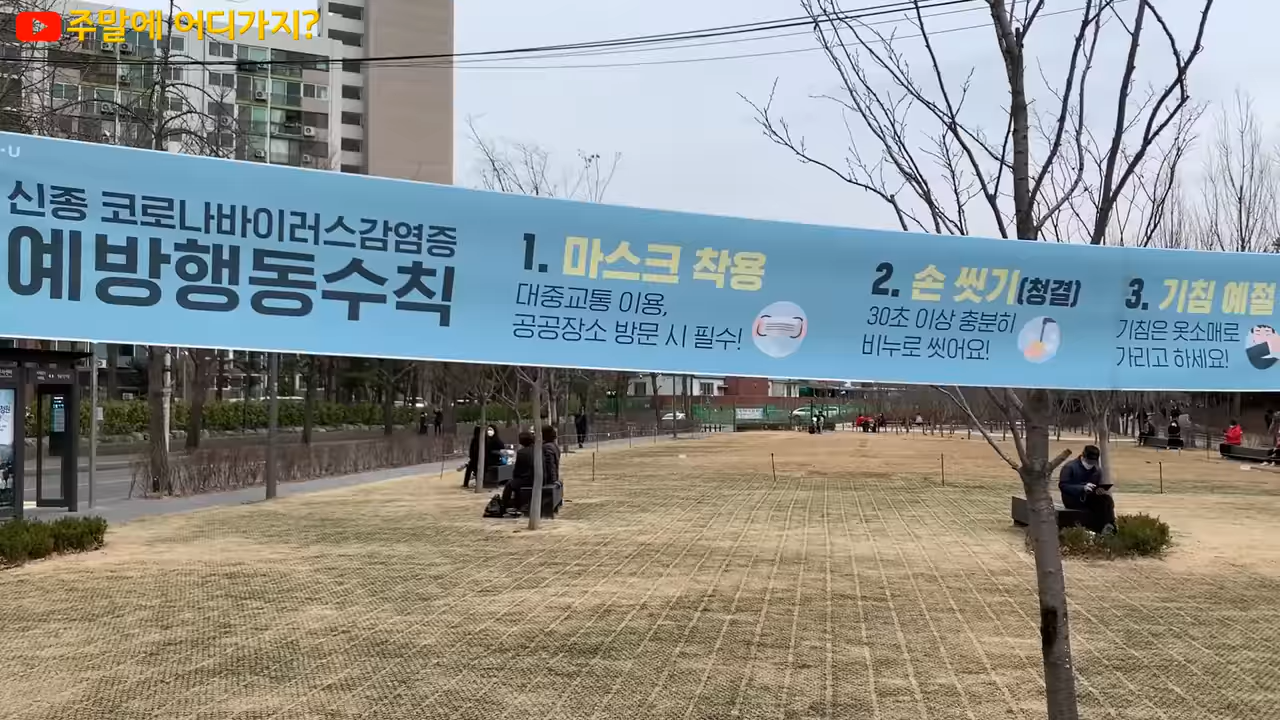 주말에 어디가지?
-U
신종 코로나바이러스감염증
예방행동수칙
1. 마스크 착용
대중교통 이용,
공공장소 방문 시 필수!
2. 손 씻기(청결)
30초 이상 충분히
비누로 씻어요!
3. 기침 예절
기침은 옷소매로
가리고 하세요!